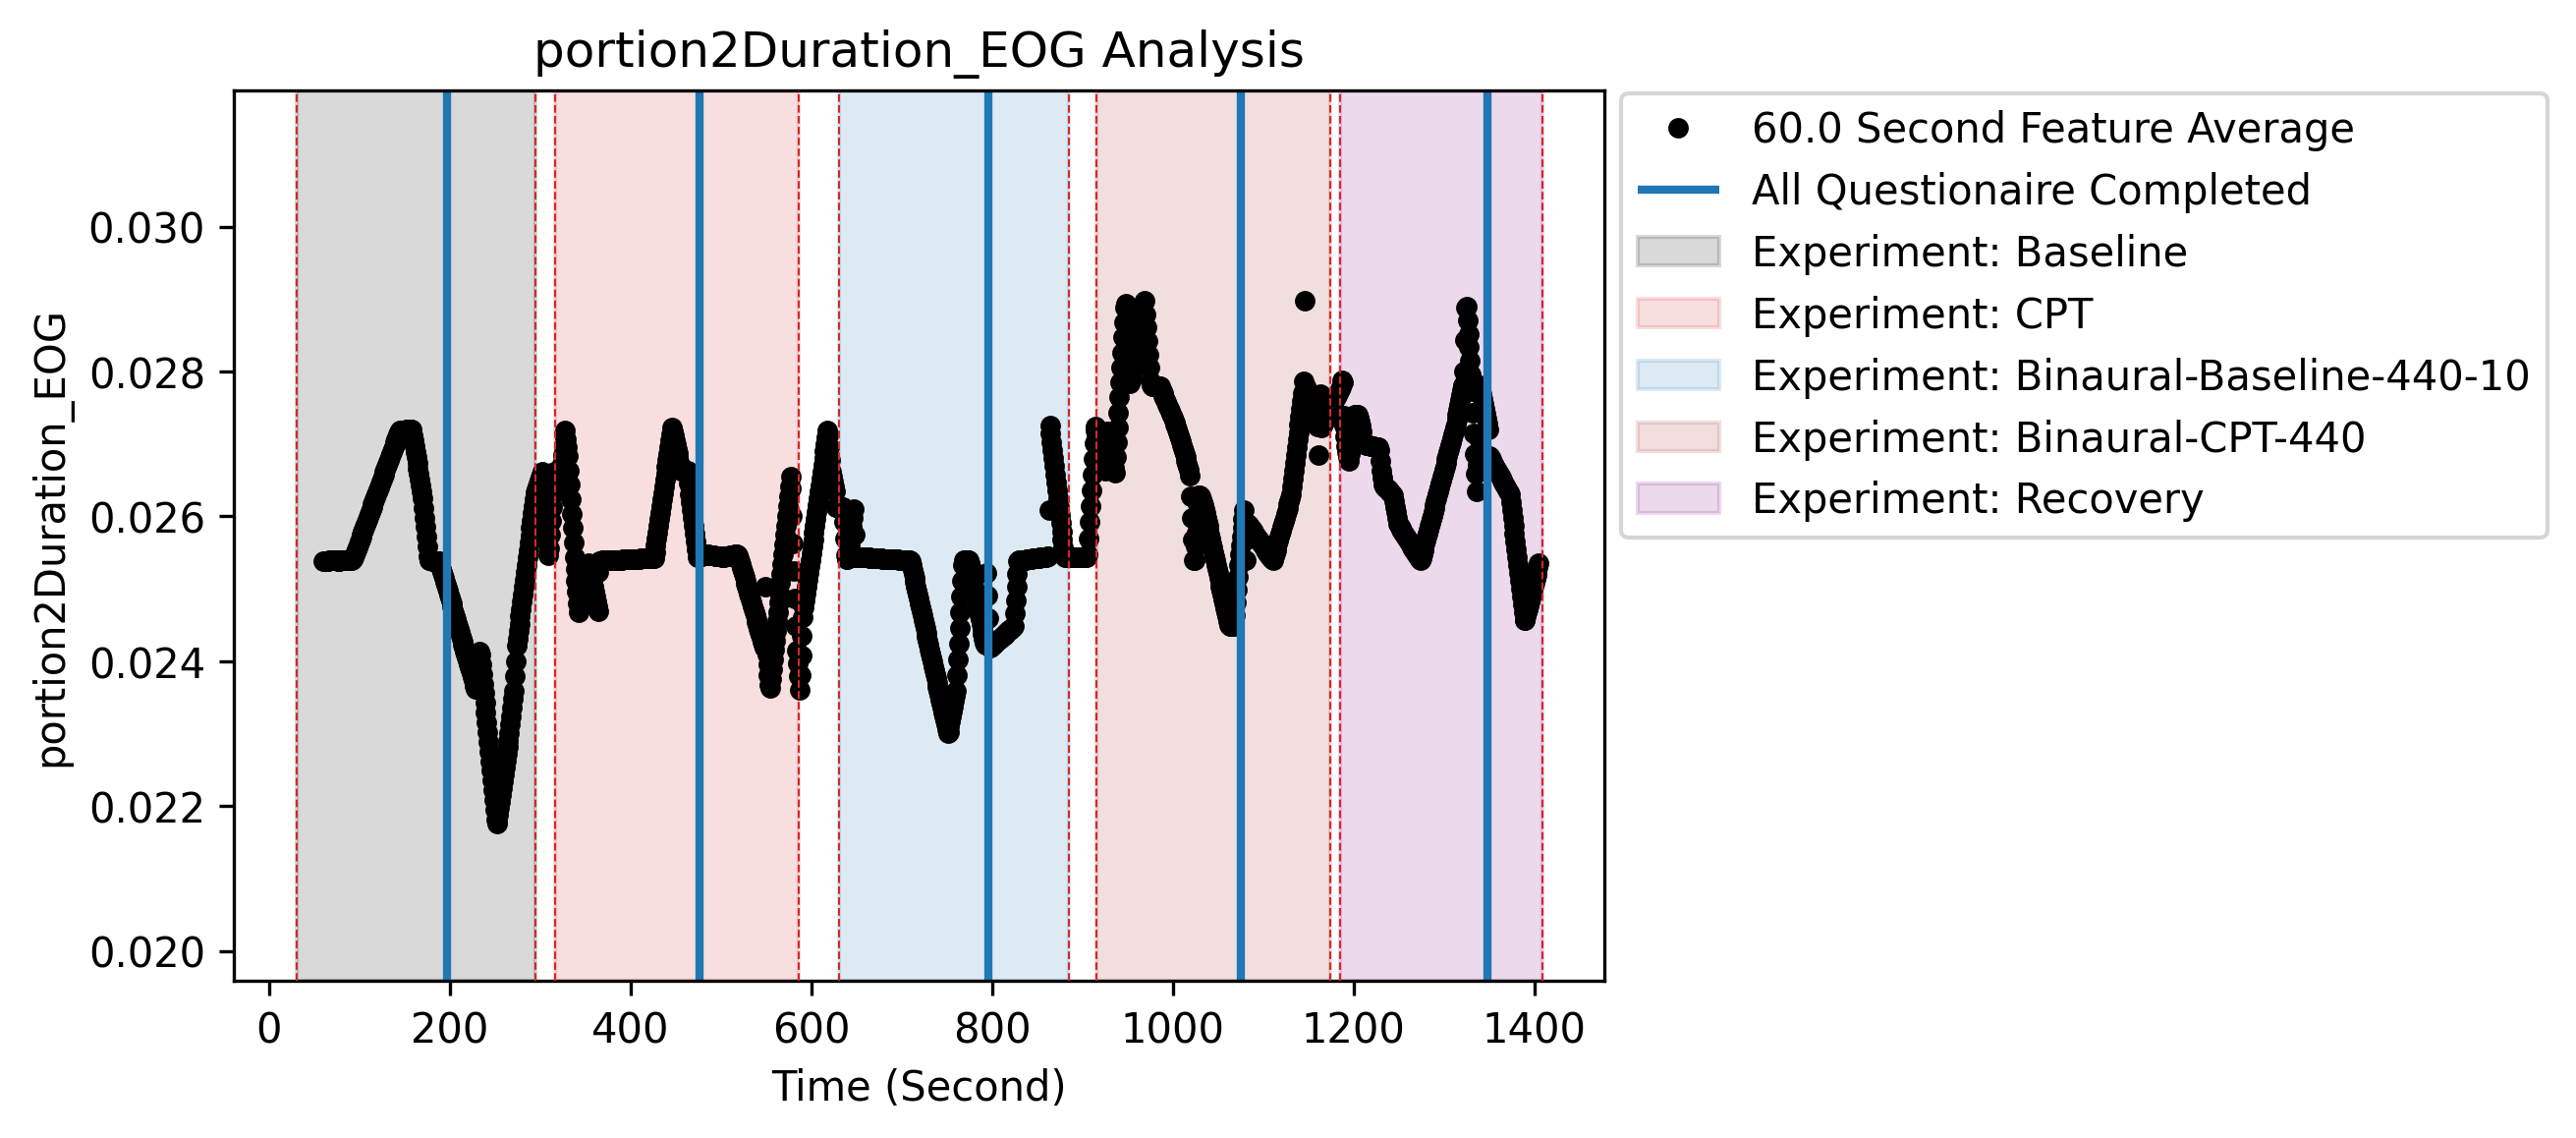 portion2Duration_EOG Analysis
portion2Duration_EOG
0.030
0.028
0.026
0.024
0.022
0.020
0
200
400
600
800
1000
1200
1400
Time (Second)
60.0 Second Feature Average
All Questionaire Completed
Experiment: Baseline
Experiment: CPT
Experiment: Binaural-Baseline-440-10
Experiment: Binaural-CPT-440
Experiment: Recovery